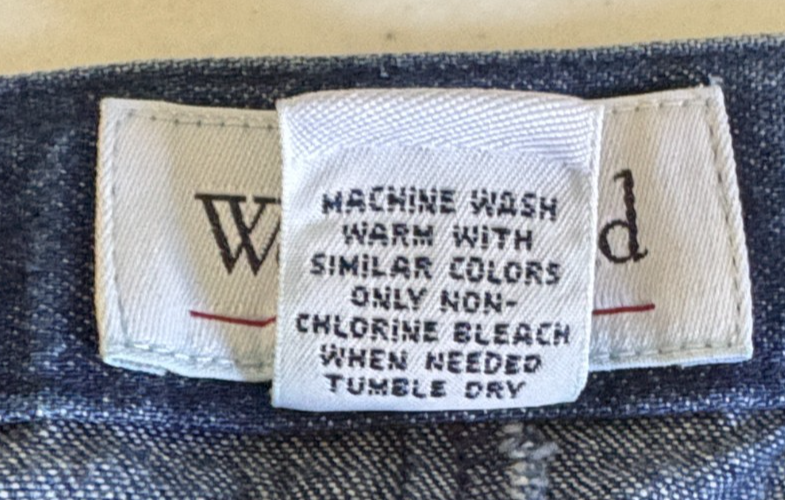 MACHINE WASH
WARM WITH
SIMILAR COLORS
ONLY NON-
CHLORINE BLEACH
WHEN NEEDED
TUMBLE DRY